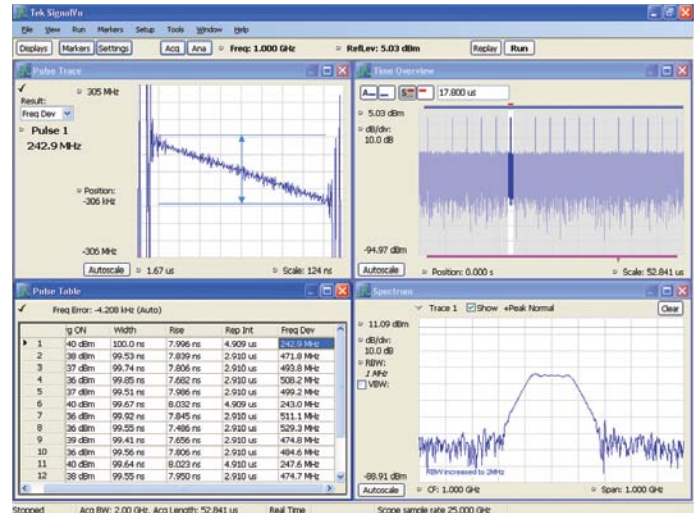 Tek SignalVu
File View Run Markers Setup Tools Window Help
Displays Markers Settings Acq Ana Freq: 1.000 GHz RefLev: 5.03 dBm Replay Run
Pulse Trace
305 MHz
Result:
Freq Dev
Pulse 1
242.9 MHz
Position:
-306 kHz
-306 MHz
Autoscale 1.67 us Scale: 124 ns
Time Overview
17.800 us
5.03 dBm
dB/div:
10.0 dB
-94.97 dBm
Autoscale Position: 0.000 s Scale: 52.841 us
Pulse Table
Freq Error: -4.208 kHz (Auto)
g ON Width Rise Rep Int Freq Dev
1 40 dBm 100.0 ns 7.996 ns 4.909 us 242.9 MHz
2 38 dBm 99.53 ns 7.839 ns 2.910 us 471.8 MHz
3 37 dBm 99.74 ns 7.806 ns 2.910 us 493.8 MHz
4 36 dBm 99.85 ns 7.682 ns 2.910 us 508.2 MHz
5 37 dBm 99.51 ns 7.986 ns 2.910 us 499.2 MHz
6 40 dBm 99.67 ns 8.032 ns 4.910 us 243.0 MHz
7 36 dBm 99.92 ns 7.845 ns 2.910 us 511.1 MHz
8 36 dBm 99.55 ns 7.486 ns 2.910 us 529.3 MHz
9 39 dBm 99.41 ns 7.656 ns 2.910 us 474.8 MHz
10 36 dBm 99.56 ns 7.806 ns 2.910 us 484.6 MHz
11 40 dBm 99.64 ns 8.023 ns 4.910 us 247.6 MHz
12 38 dBm 99.55 ns 7.950 ns 2.910 us 474.7 MHz
Spectrum
Trace 1 Show +Peak Normal Clear
11.09 dBm
dB/div:
10.0 dB
RBW:
1 MHz
VBW:
-88.91 dBm
RBW increased to 2MHz
Autoscale CF: 1.000 GHz Span: 1.000 GHz
Stopped Acq BW: 2.00 GHz, Acq Length: 52.841 us Real Time Scope sample rate 25.000 GHz